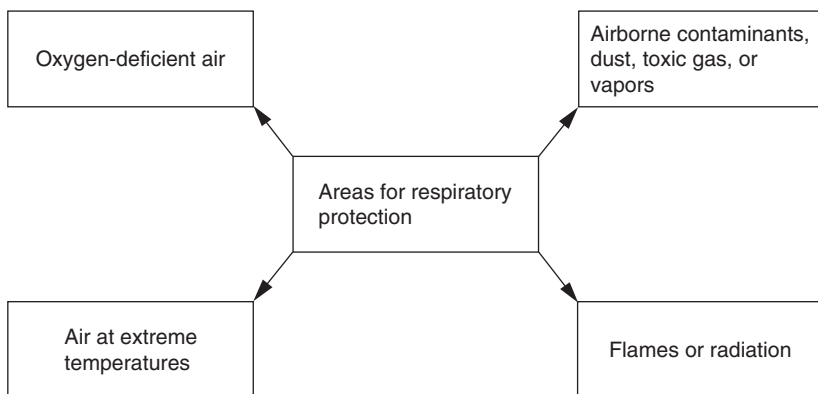 Oxygen-deficient air
Airborne contaminants,
dust, toxic gas, or
vapors
Areas for respiratory
protection
Air at extreme
temperatures
Flames or radiation